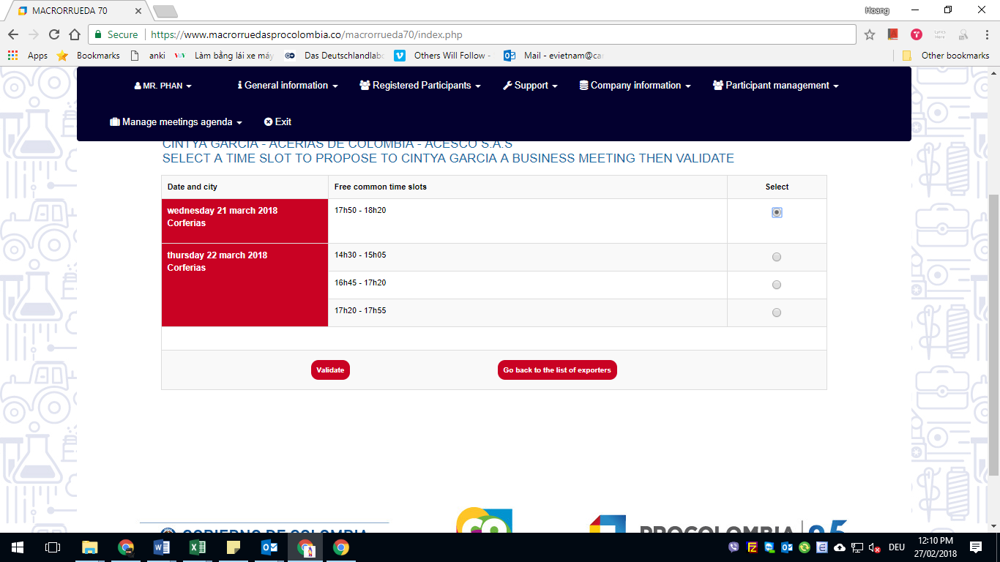 MACRORRUEDA 70
Hoang
Secure
https://www.macrorruedasprocolombia.co/macrorrueda70/index.php
Apps
Bookmarks
anki
Làm bằng lái xe máy
Das Deutschlandlabo
Others Will Follow -
Mail - evietnam@ca
Other bookmarks
MR. PHAN
General information
Registered Participants
Support
Company information
Participant management
Manage meetings agenda
Exit
CINTYA GARCIA - ACERIAS DE COLOMBIA - ACESCO S.A.S
SELECT A TIME SLOT TO PROPOSE TO CINTYA GARCIA A BUSINESS MEETING THEN VALIDATE
Date and city
Free common time slots
Select
wednesday 21 march 2018
Corferias
17h50 - 18h20
thursday 22 march 2018
Corferias
14h30 - 15h05
16h45 - 17h20
17h20 - 17h55
Validate
Go back to the list of exporters
GOBIERNO DE COLOMBIA
PROCOLOMBIA
DEU
12:10 PM
27/02/2018